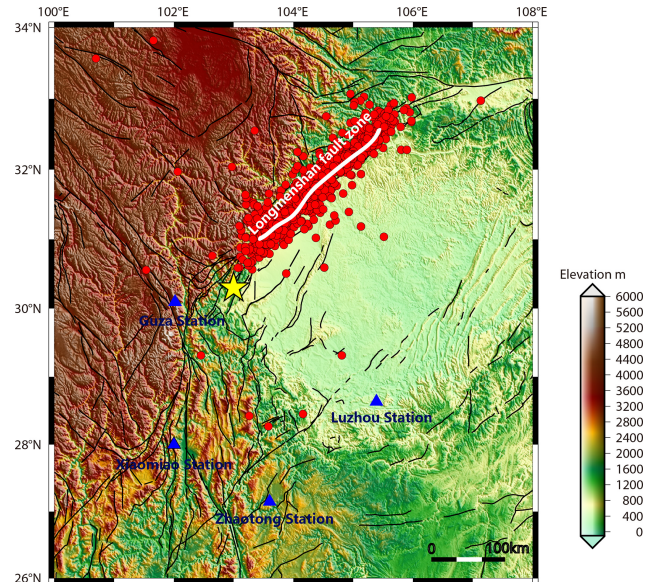 100°E 102°E 104°E 106°E 108°E
34°N
32°N
30°N
28°N
26°N
Longmenshan fault zone
Guza Station
Luzhou Station
Xiaomiao Station
Zhaotong Station
0 100km
Elevation m
6000
5600
5200
4800
4400
4000
3600
3200
2800
2400
2000
1600
1200
800
400
0